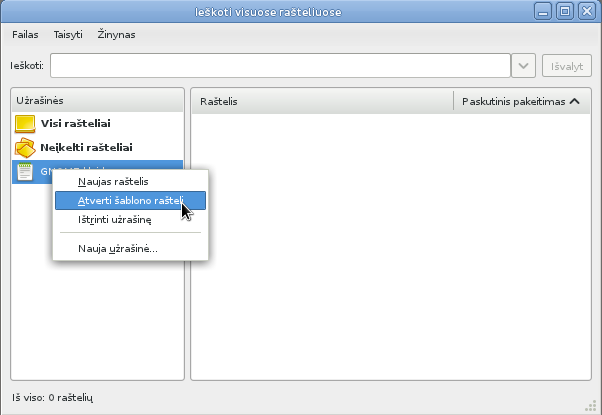 Ieškoti visuose rašteliuose
Failas Taisyti Žinynas
Ieškoti: Išvalyt
Užrašinės Raštelis Paskutinis pakeitimas
Visi rašteliai
Neįkelti rašteliai
Naujas raštelis
Atverti šablono raštelį
Ištrinti užrašinę
Nauja užrašinė...
Iš viso: 0 raštelių